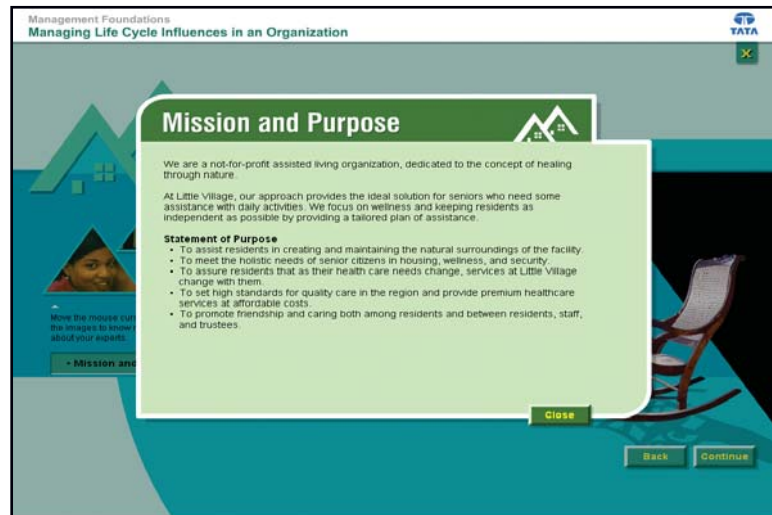 Management Foundations
Managing Life Cycle Influences in an Organization
TATA
X
Mission and Purpose
We are a not-for-profit assisted living organization, dedicated to the concept of healing
through nature.
At Little Village, our approach provides the ideal solution for seniors who need some
assistance with daily activities. We focus on wellness and keeping residents as
independent as possible by providing a tailored plan of assistance.
Statement of Purpose
• To assist residents in creating and maintaining the natural surroundings of the facility.
• To meet the holistic needs of senior citizens in housing, wellness, and security.
• To assure residents that as their health care needs change, services at Little Village
change with them.
• To set high standards for quality care in the region and provide premium healthcare
services at affordable costs.
• To promote friendship and caring both among residents and between residents, staff,
and trustees.
Move the mouse
the images to know
about your experts.
• Mission and
Close
Back
Continue